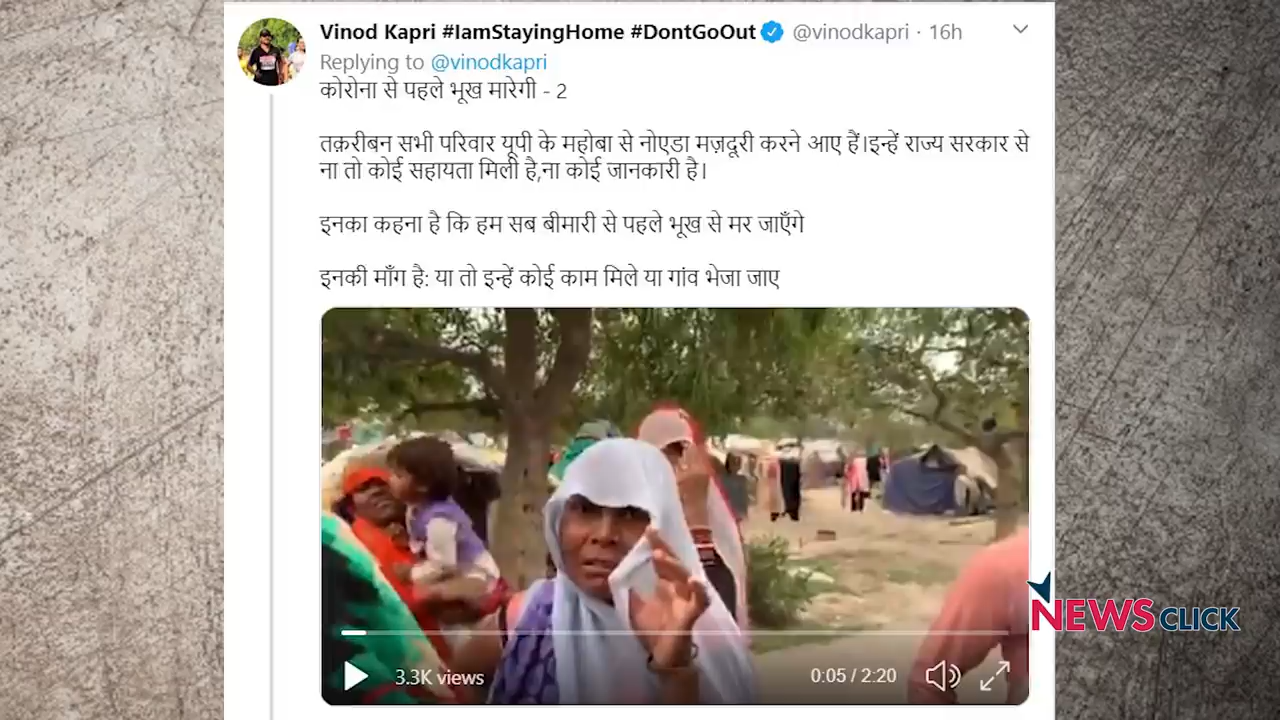 Vinod Kapri #IamStayingHome #DontGoOut @vinodkapri · 16h
Replying to @vinodkapri
कोरोना से पहले भूख मारेगी - 2
तक़रीबन सभी परिवार यूपी के महोबा से नोएडा मज़दूरी करने आए हैं।इन्हें राज्य सरकार से
ना तो कोई सहायता मिली है,ना कोई जानकारी है।
इनका कहना है कि हम सब बीमारी से पहले भूख से मर जाएँगे
इनकी माँग है: या तो इन्हें कोई काम मिले या गांव भेजा जाए
NEWSCLICK
3.3K views
0:05 / 2:20